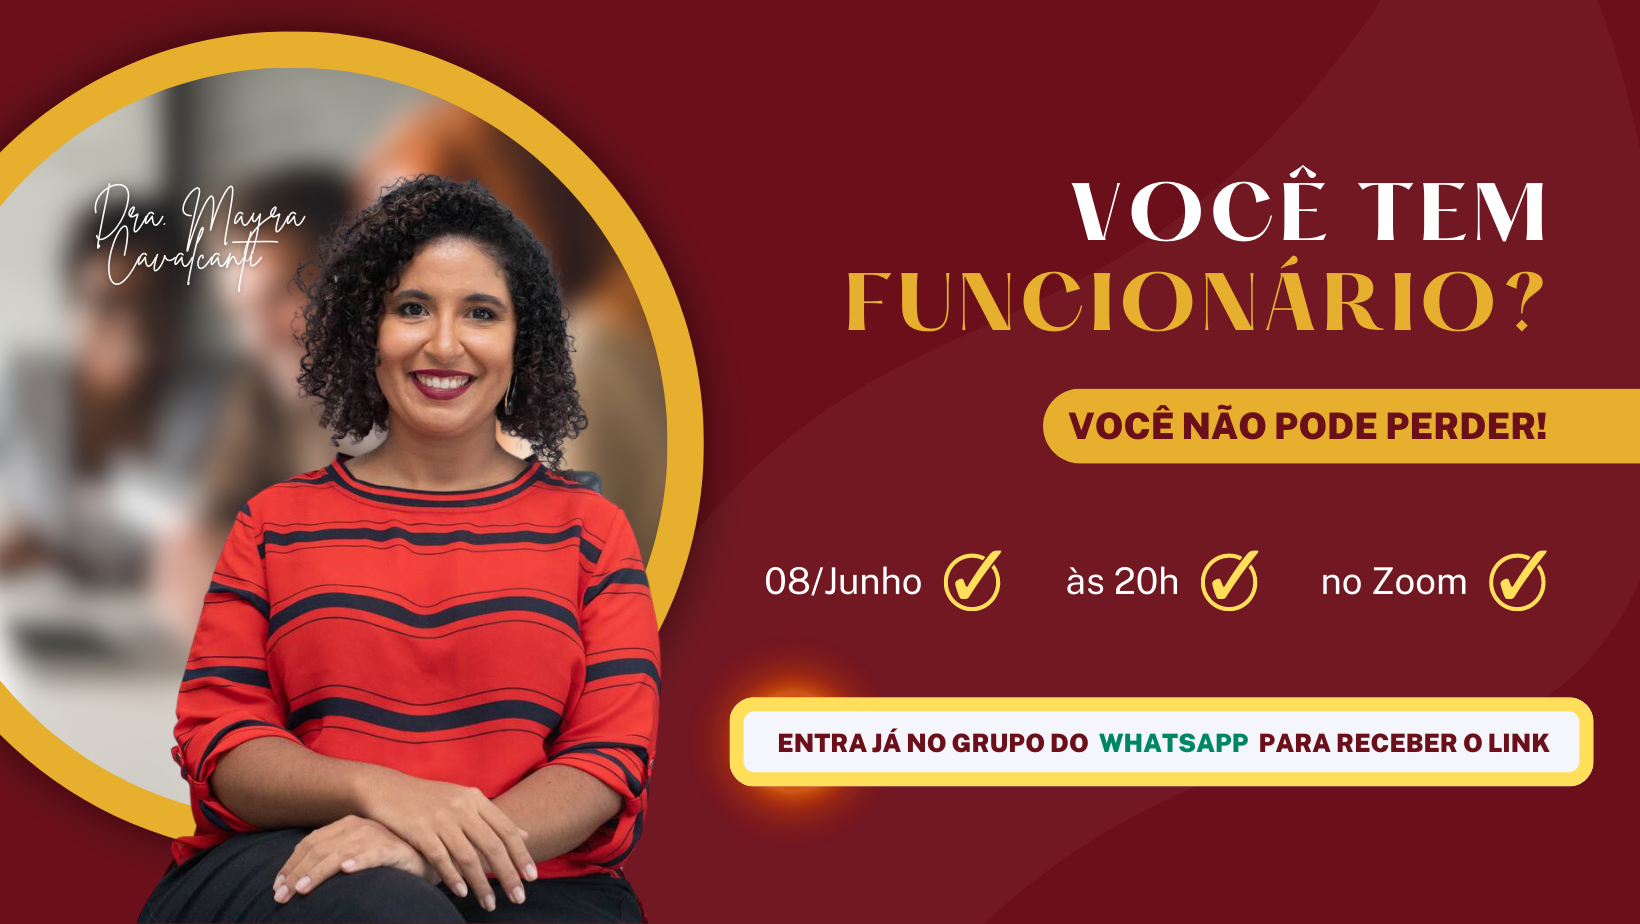 Dra. Mayra
Cavalcanti
VOCÊ TEM
FUNCIONÁRIO?
VOCÊ NÃO PODE PERDER!
08/Junho às 20h no Zoom
ENTRA JÁ NO GRUPO DO WHATSAPP PARA RECEBER O LINK